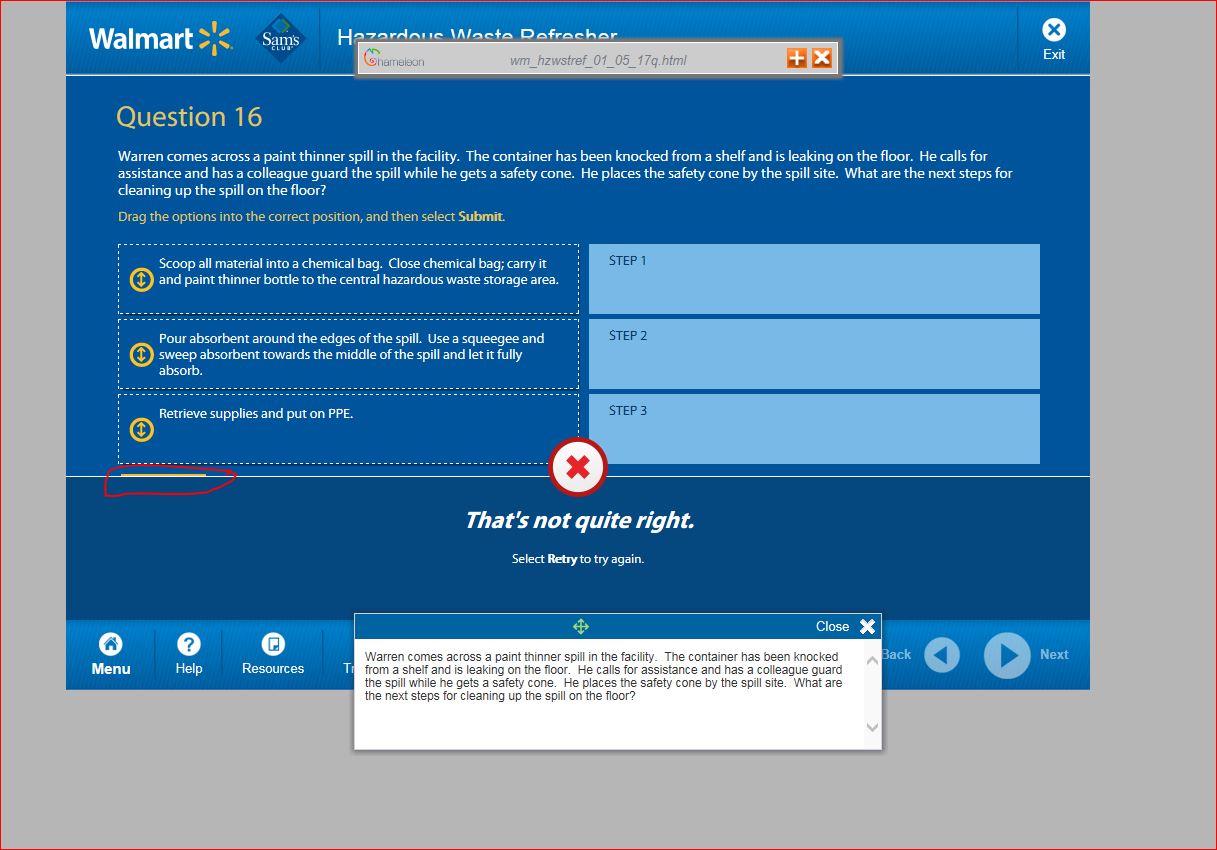 Walmart
Sam's
CLUB
Hazardous Waste Refresher
Exit
Chameleon
wm_hzwstref_01_05_17q.html
Question 16
Warren comes across a paint thinner spill in the facility.  The container has been knocked from a shelf and is leaking on the floor.  He calls for
assistance and has a colleague guard the spill while he gets a safety cone.  He places the safety cone by the spill site.  What are the next steps for
cleaning up the spill on the floor?
Drag the options into the correct position, and then select Submit.
Scoop all material into a chemical bag.  Close chemical bag; carry it
and paint thinner bottle to the central hazardous waste storage area.
STEP 1
Pour absorbent around the edges of the spill.  Use a squeegee and
sweep absorbent towards the middle of the spill and let it fully
absorb.
STEP 2
Retrieve supplies and put on PPE.
STEP 3
That's not quite right.
Select Retry to try again.
Close
Menu
Help
Resources
Tr
Back
Next
Warren comes across a paint thinner spill in the facility.  The container has been knocked
from a shelf and is leaking on the floor.  He calls for assistance and has a colleague guard
the spill while he gets a safety cone.  He places the safety cone by the spill site.  What are
the next steps for cleaning up the spill on the floor?